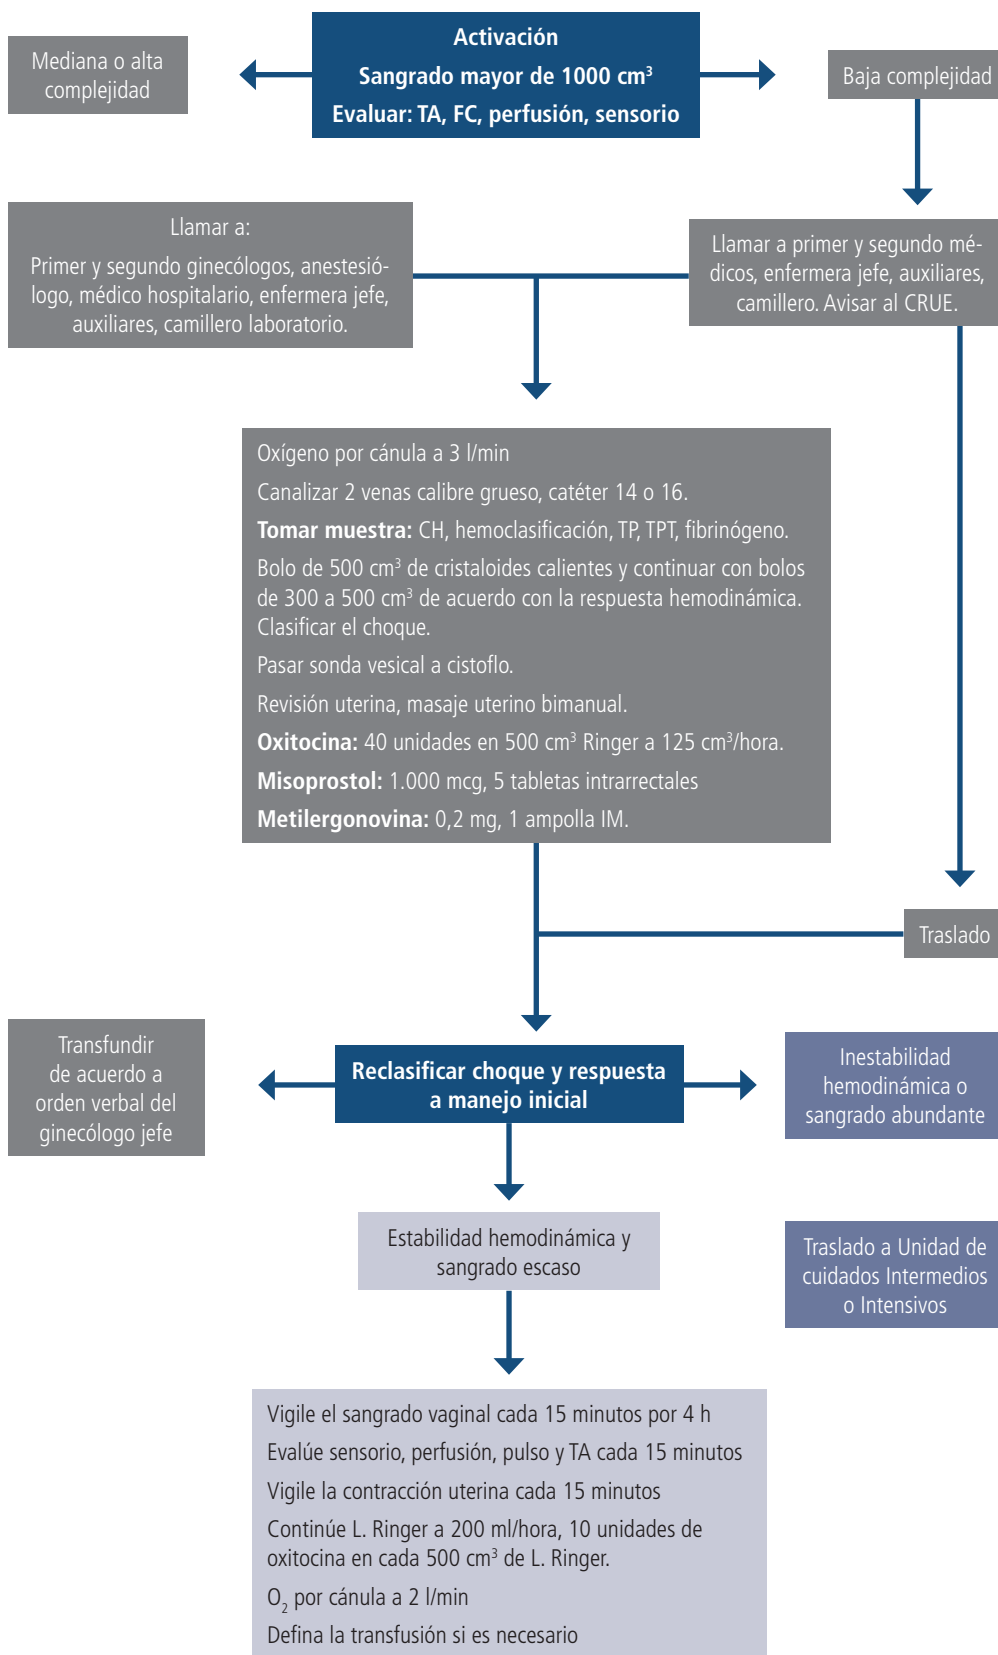 Activación
Sangrado mayor de 1000 cm³
Evaluar: TA, FC, perfusión, sensorio
Mediana o alta
complejidad
Baja complejidad
Llamar a:
Primer y segundo ginecólogos, anestesió-
logo, médico hospitalario, enfermera jefe,
auxiliares, camillero laboratorio.
Llamar a primer y segundo mé-
dicos, enfermera jefe, auxiliares,
camillero. Avisar al CRUE.
Oxígeno por cánula a 3 l/min
Canalizar 2 venas calibre grueso, catéter 14 o 16.
Tomar muestra: CH, hemoclasificación, TP, TPT, fibrinógeno.
Bolo de 500 cm³ de cristaloides calientes y continuar con bolos
de 300 a 500 cm³ de acuerdo con la respuesta hemodinámica.
Clasificar el choque.
Pasar sonda vesical a cistoflo.
Revisión uterina, masaje uterino bimanual.
Oxitocina: 40 unidades en 500 cm³ Ringer a 125 cm³/hora.
Misoprostol: 1.000 mcg, 5 tabletas intrarrectales
Metilergonovina: 0,2 mg, 1 ampolla IM.
Traslado
Transfundir
de acuerdo a
orden verbal del
ginecólogo jefe
Reclasificar choque y respuesta
a manejo inicial
Inestabilidad
hemodinámica o
sangrado abundante
Estabilidad hemodinámica y
sangrado escaso
Traslado a Unidad de
cuidados Intermedios
o Intensivos
Vigile el sangrado vaginal cada 15 minutos por 4 h
Evalúe sensorio, perfusión, pulso y TA cada 15 minutos
Vigile la contracción uterina cada 15 minutos
Continúe L. Ringer a 200 ml/hora, 10 unidades de
oxitocina en cada 500 cm³ de L. Ringer.
O₂ por cánula a 2 l/min
Defina la transfusión si es necesario